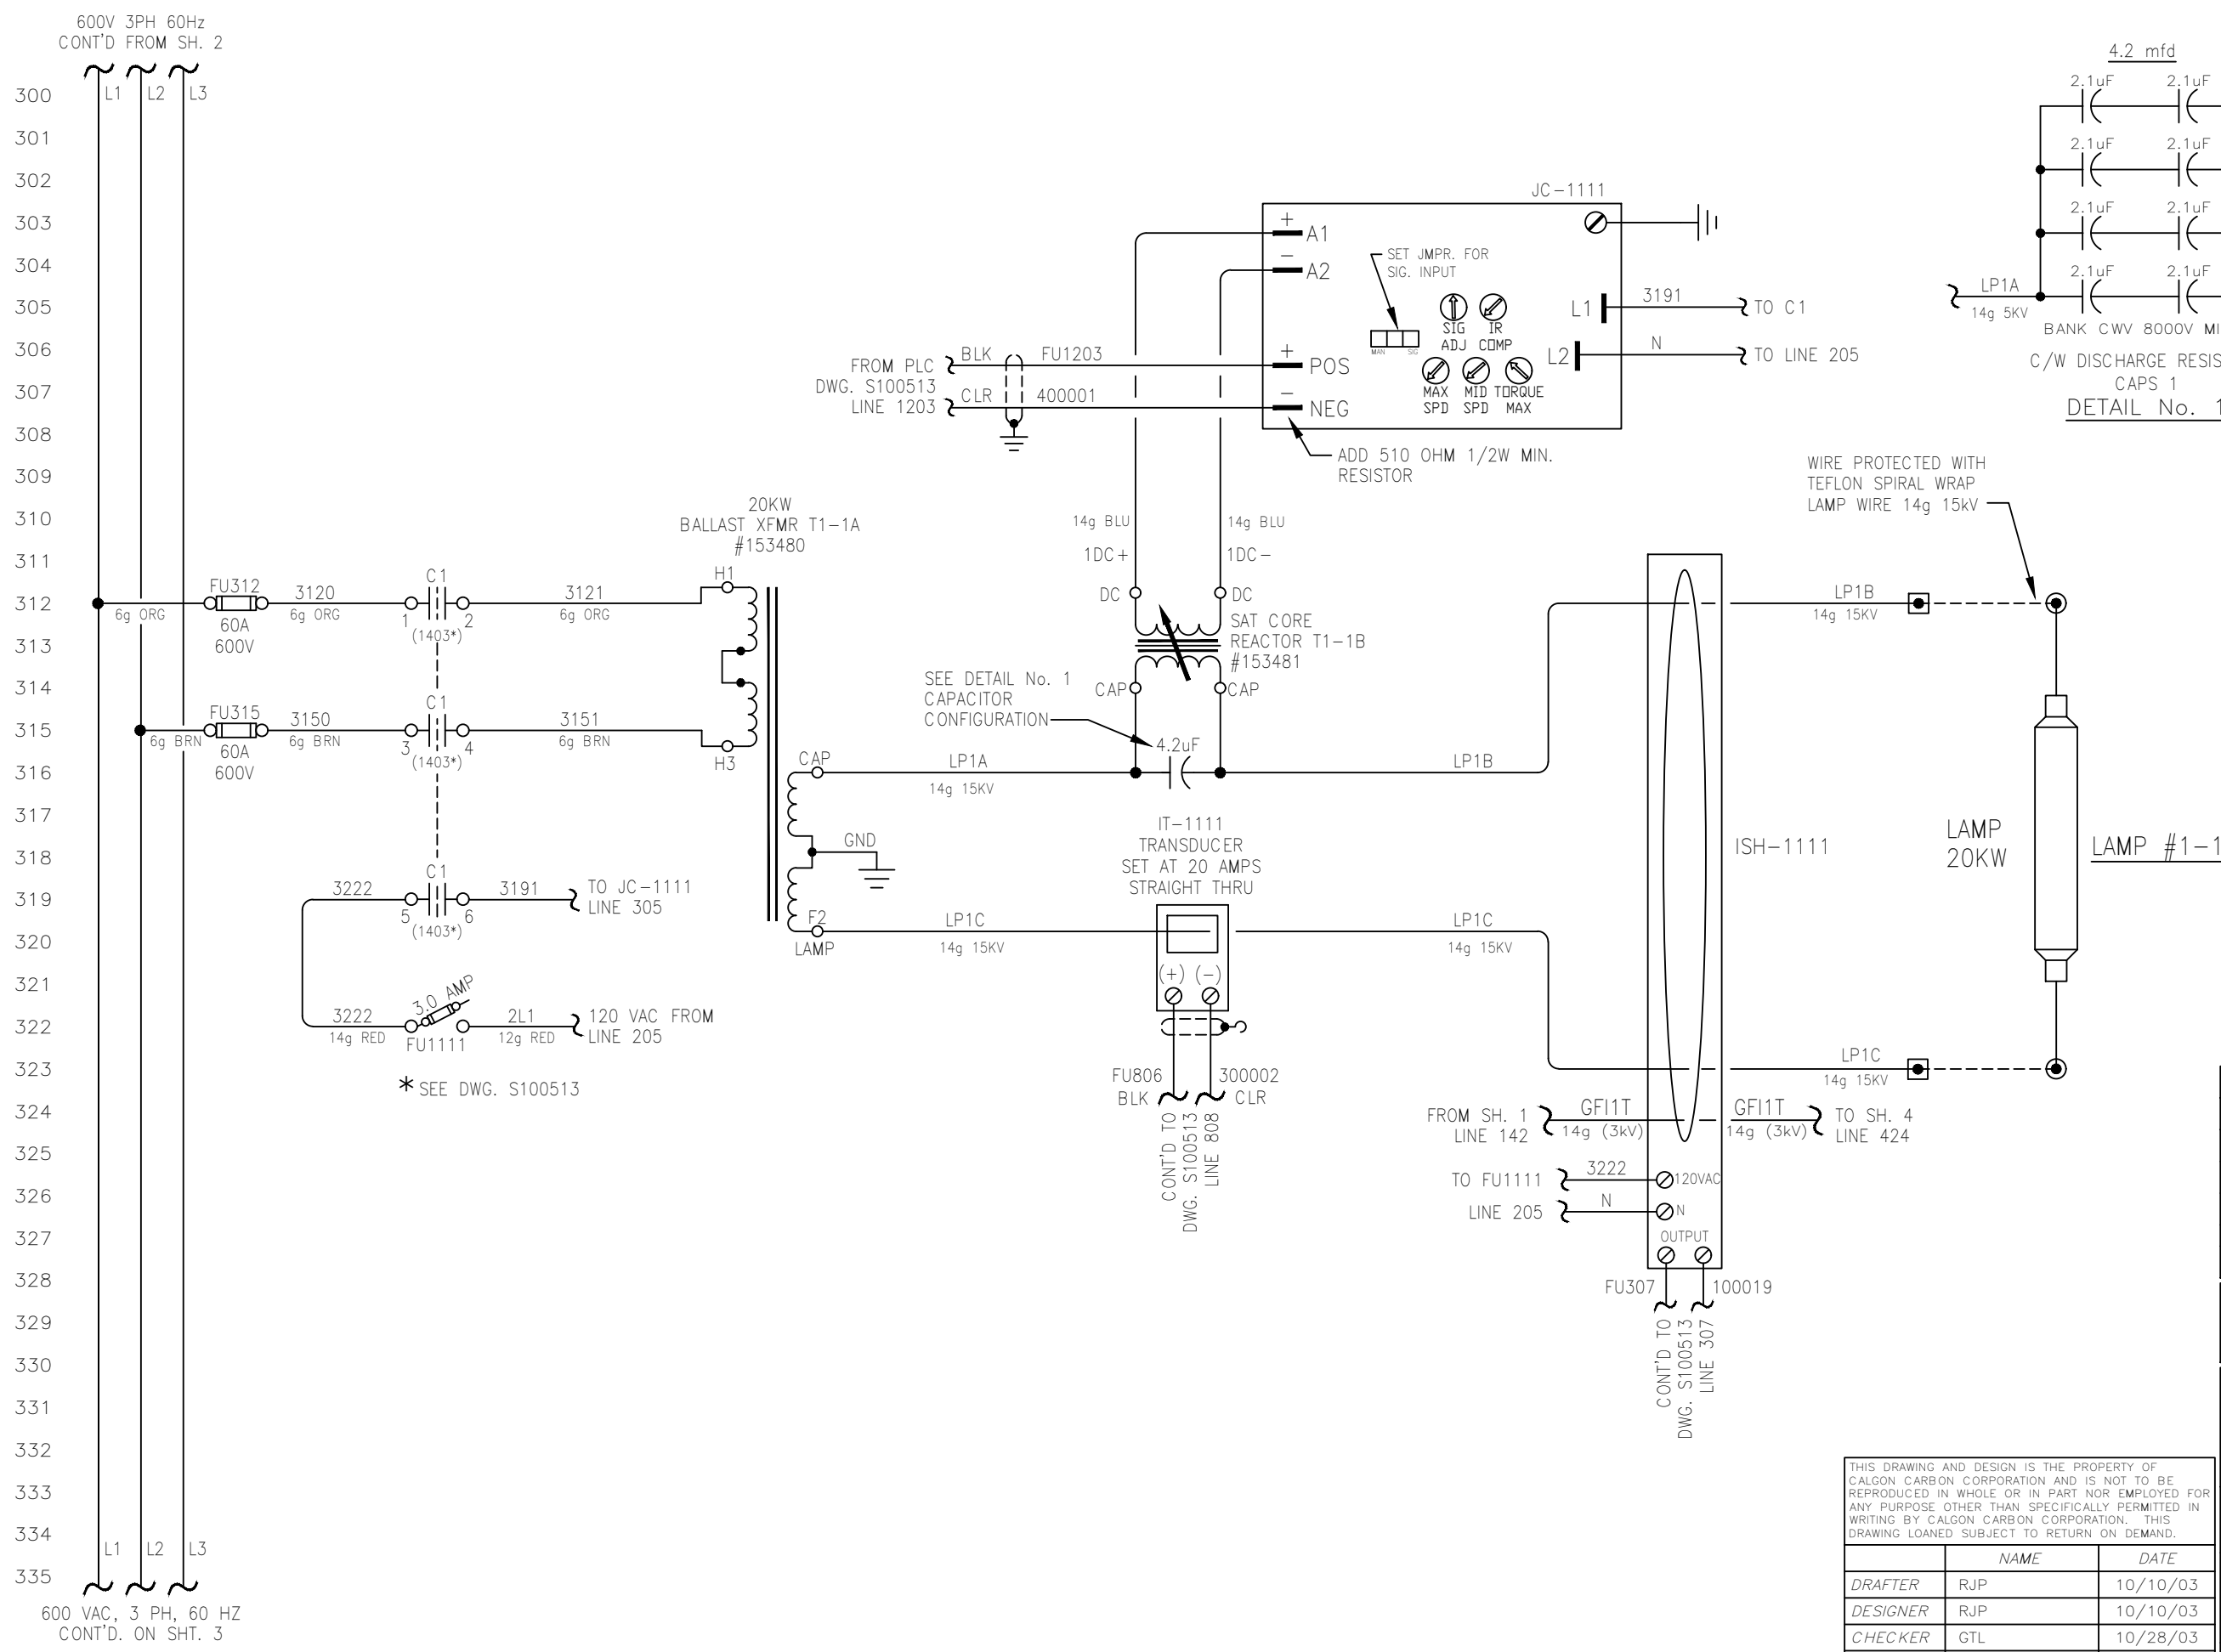 600V 3PH 60Hz
CONT'D FROM SH. 2
L1 L2 L3
300
301
302
303
304
305
306
307
308
309
310
311
312
313
314
315
316
317
318
319
320
321
322
323
324
325
326
327
328
329
330
331
332
333
334
335
L1 L2 L3
600 VAC, 3 PH, 60 HZ
CONT'D. ON SHT. 3
6g ORG
FU312
60A
600V
3120
6g ORG
C1
1 2
(1403*)
3121
6g ORG
6g BRN
FU315
60A
600V
3150
6g BRN
C1
3 4
(1403*)
3151
6g BRN
3222
C1
5 6
(1403*)
3191
TO JC-1111
LINE 305
3222
14g RED
3.0 AMP
FU1111
2L1
12g RED
120 VAC FROM
LINE 205
* SEE DWG. S100513
20KW
BALLAST XFMR T1-1A
#153480
H1
H3
CAP
GND
F2
LAMP
LP1A
14g 15KV
LP1C
14g 15KV
SEE DETAIL No. 1
CAPACITOR
CONFIGURATION
4.2uF
14g BLU
1DC+
DC
14g BLU
1DC-
DC
SAT CORE
REACTOR T1-1B
#153481
CAP
CAP
IT-1111
TRANSDUCER
SET AT 20 AMPS
STRAIGHT THRU
(+) (-)
FU806
BLK
300002
CLR
CONT'D TO
DWG. S100513
LINE 808
FROM PLC
DWG. S100513
LINE 1203
BLK
FU1203
CLR
400001
JC-1111
+
A1
-
A2
+
POS
-
NEG
SET JMPR. FOR
SIG. INPUT
MAN SIG
SIG
ADJ
IR
COMP
MAX
SPD
MID
SPD
TORQUE
MAX
L1
3191
TO C1
L2
N
TO LINE 205
ADD 510 OHM 1/2W MIN.
RESISTOR
LP1B
LP1C
14g 15KV
ISH-1111
LP1B
14g 15KV
LP1C
14g 15KV
FROM SH. 1
LINE 142
GFI1T
14g (3kV)
GFI1T
14g (3kV)
TO SH. 4
LINE 424
TO FU1111
3222
120VAC
LINE 205
N
N
OUTPUT
FU307
100019
CONT'D TO
DWG. S100513
LINE 307
WIRE PROTECTED WITH
TEFLON SPIRAL WRAP
LAMP WIRE 14g 15kV
LAMP
20KW
LAMP #1-1
4.2 mfd
2.1uF 2.1uF
2.1uF 2.1uF
2.1uF 2.1uF
2.1uF 2.1uF
LP1A
14g 5KV
BANK CWV 8000V MI
C/W DISCHARGE RESIS
CAPS 1
DETAIL No. 1
THIS DRAWING AND DESIGN IS THE PROPERTY OF
CALGON CARBON CORPORATION AND IS NOT TO BE
REPRODUCED IN WHOLE OR IN PART NOR EMPLOYED FOR
ANY PURPOSE OTHER THAN SPECIFICALLY PERMITTED IN
WRITING BY CALGON CARBON CORPORATION. THIS
DRAWING LOANED SUBJECT TO RETURN ON DEMAND.
NAME DATE
DRAFTER RJP 10/10/03
DESIGNER RJP 10/10/03
CHECKER GTL 10/28/03